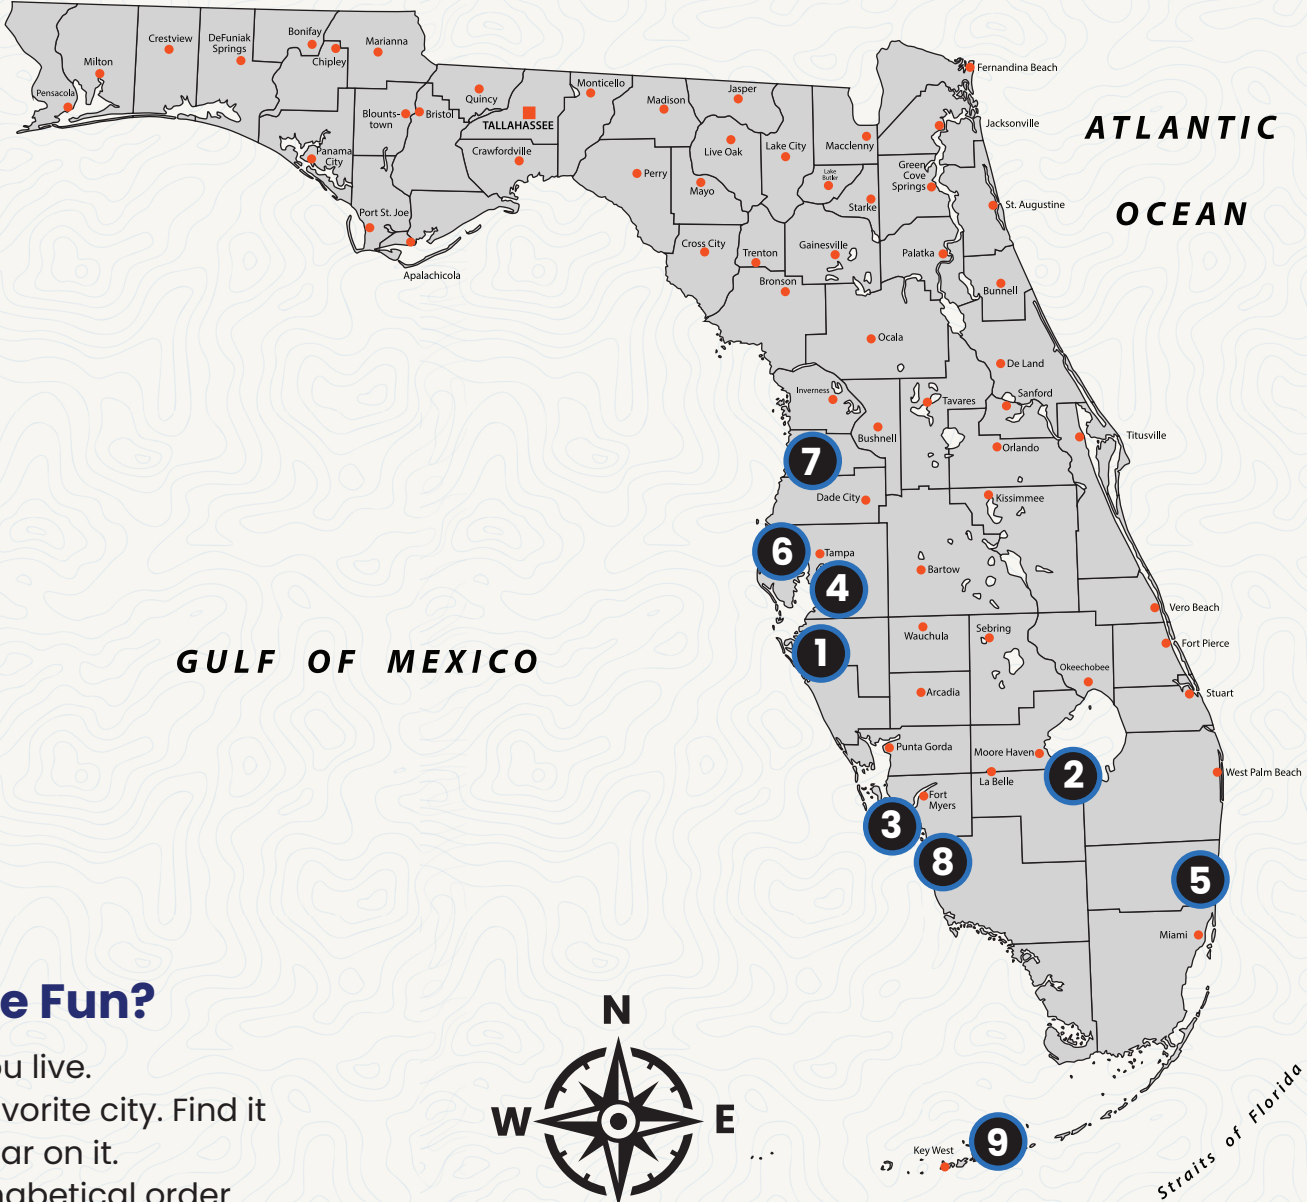 Crestview
DeFuniak
Springs
Bonifay
Chipley
Marianna
Milton
Pensacola
Quincy
Monticello
Madison
Jasper
Fernandina Beach
Blounts-
town
Bristol
TALLAHASSEE
Jacksonville
ATLANTIC
OCEAN
Panama
City
Crawfordville
Live Oak
Lake City
Macclenny
Perry
Mayo
Lake
Butler
Starke
Green
Cove
Springs
St. Augustine
Port St. Joe
Apalachicola
Cross City
Trenton
Gainesville
Palatka
Bronson
Bunnell
Ocala
De Land
Inverness
Tavares
Sanford
Bushnell
Titusville
Orlando
7
Dade City
Kissimmee
6
Tampa
4
Bartow
Vero Beach
Wauchula
Sebring
Fort Pierce
1
GULF OF MEXICO
Okeechobee
Arcadia
Stuart
Punta Gorda
Moore Haven
2
La Belle
West Palm Beach
Fort
Myers
3
8
5
Miami
e Fun?
u live.
vorite city. Find it
ar on it.
abetical order
N
W
E
9
Key West
Straits of Florida